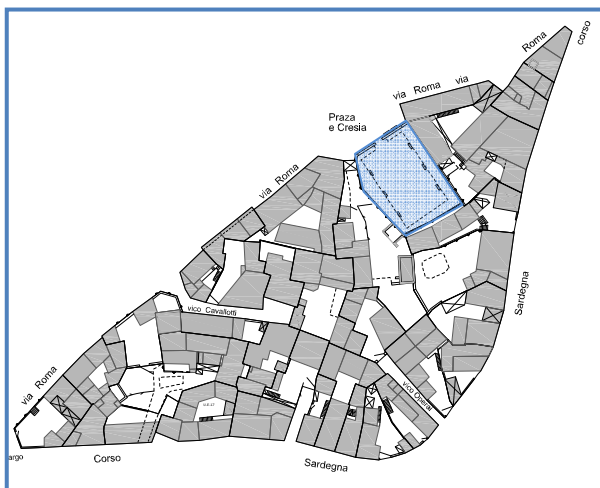 corso
Roma
via Roma via
Praza
e Cresia
via Roma
Sardegna
vico Cavallotti
via Roma
vico Operai
argo
Corso
Sardegna